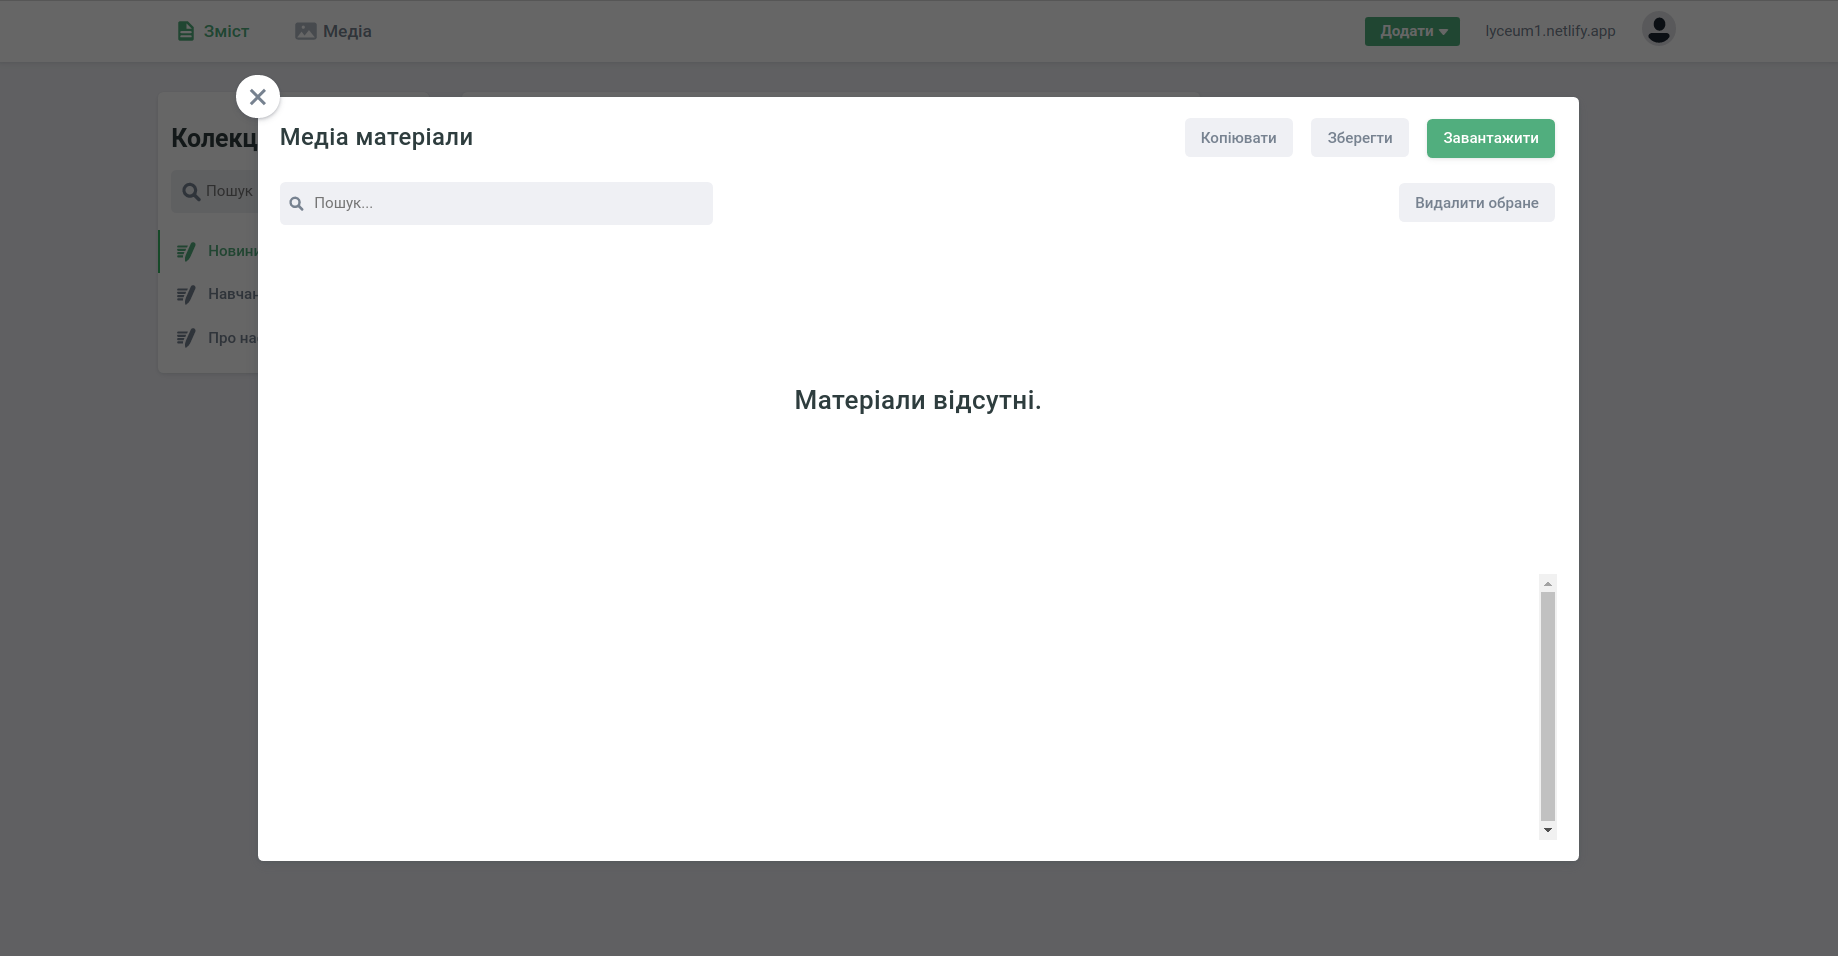 Зміст
Медіа
Додати
lyceum1.netlify.app
Колекц
Пошук
Новини
Навчан
Про нас
Медіа матеріали
Копіювати
Зберегти
Завантажити
Пошук...
Видалити обране
Матеріали відсутні.